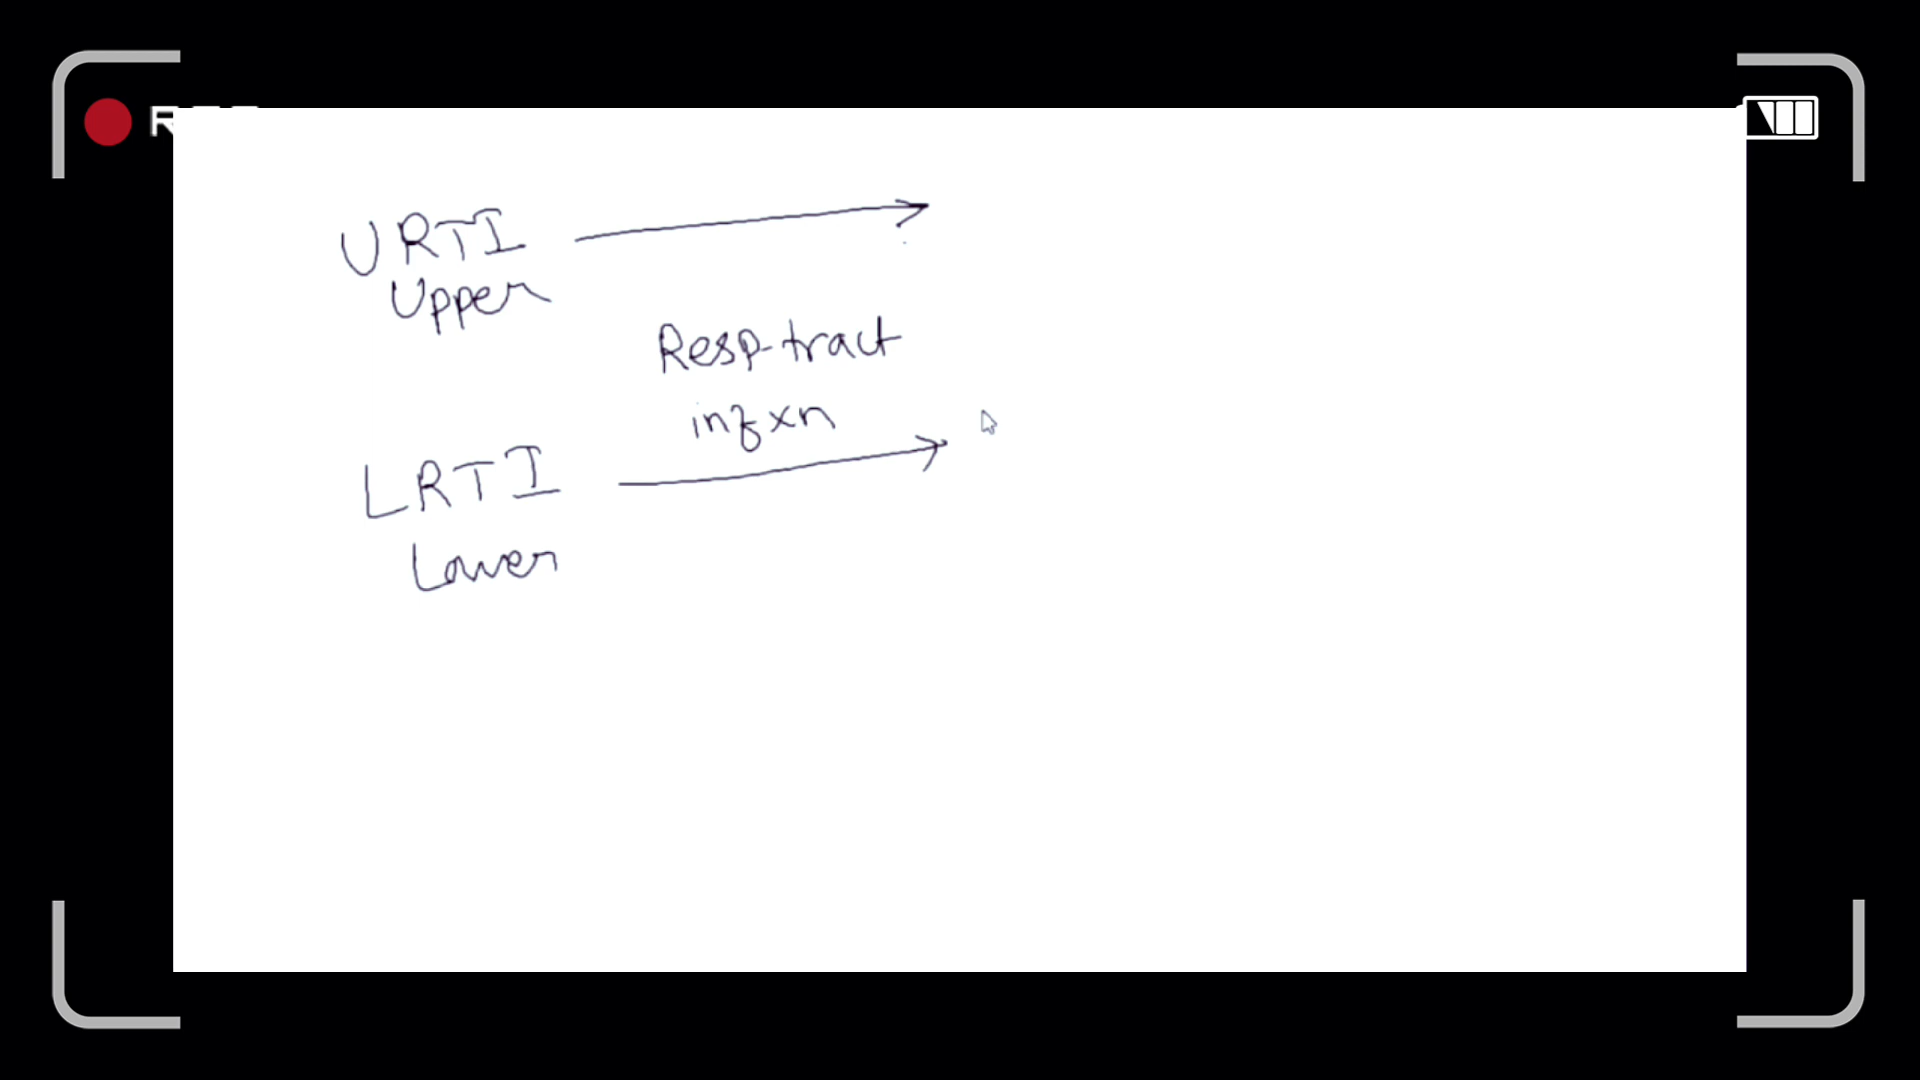 URTI
Upper
Resp-tract
infxn
LRTI
Lower